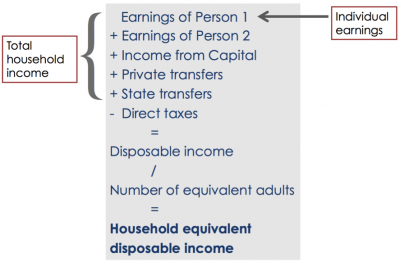 Earnings of Person 1
Individual
earnings
Total
household
income
+ Earnings of Person 2
+ Income from Capital
+ Private transfers
+ State transfers
- Direct taxes
=
Disposable income
/
Number of equivalent adults
=
Household equivalent
disposable income